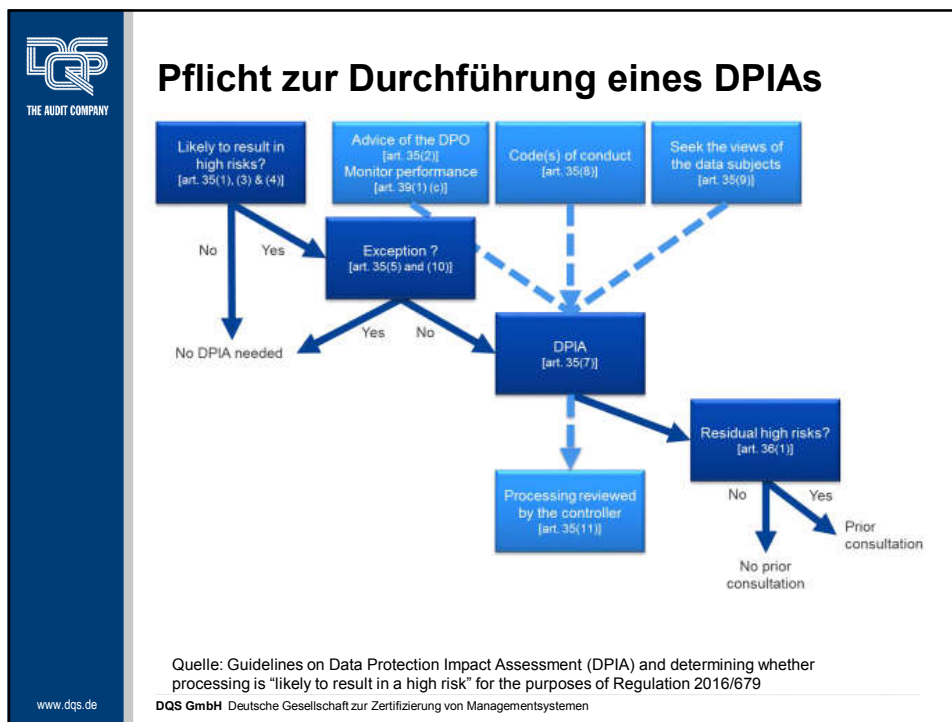 DQS
THE AUDIT COMPANY
Pflicht zur Durchführung eines DPIAs
Likely to result in
high risks?
[art. 35(1), (3) & (4)]
Advice of the DPO
[art. 35(2)]
Monitor performance
[art. 39(1) (c)]
Code(s) of conduct
[art. 35(8)]
Seek the views of
the data subjects
[art. 35(9)]
No
Yes
Exception ?
[art. 35(5) and (10)]
Yes
No
No DPIA needed
DPIA
[art. 35(7)]
Residual high risks?
[art. 36(1)]
No
Yes
Processing reviewed
by the controller
[art. 35(11)]
Prior
consultation
No prior
consultation
Quelle: Guidelines on Data Protection Impact Assessment (DPIA) and determining whether
processing is “likely to result in a high risk” for the purposes of Regulation 2016/679
www.dqs.de
DQS GmbH Deutsche Gesellschaft zur Zertifizierung von Managementsystemen